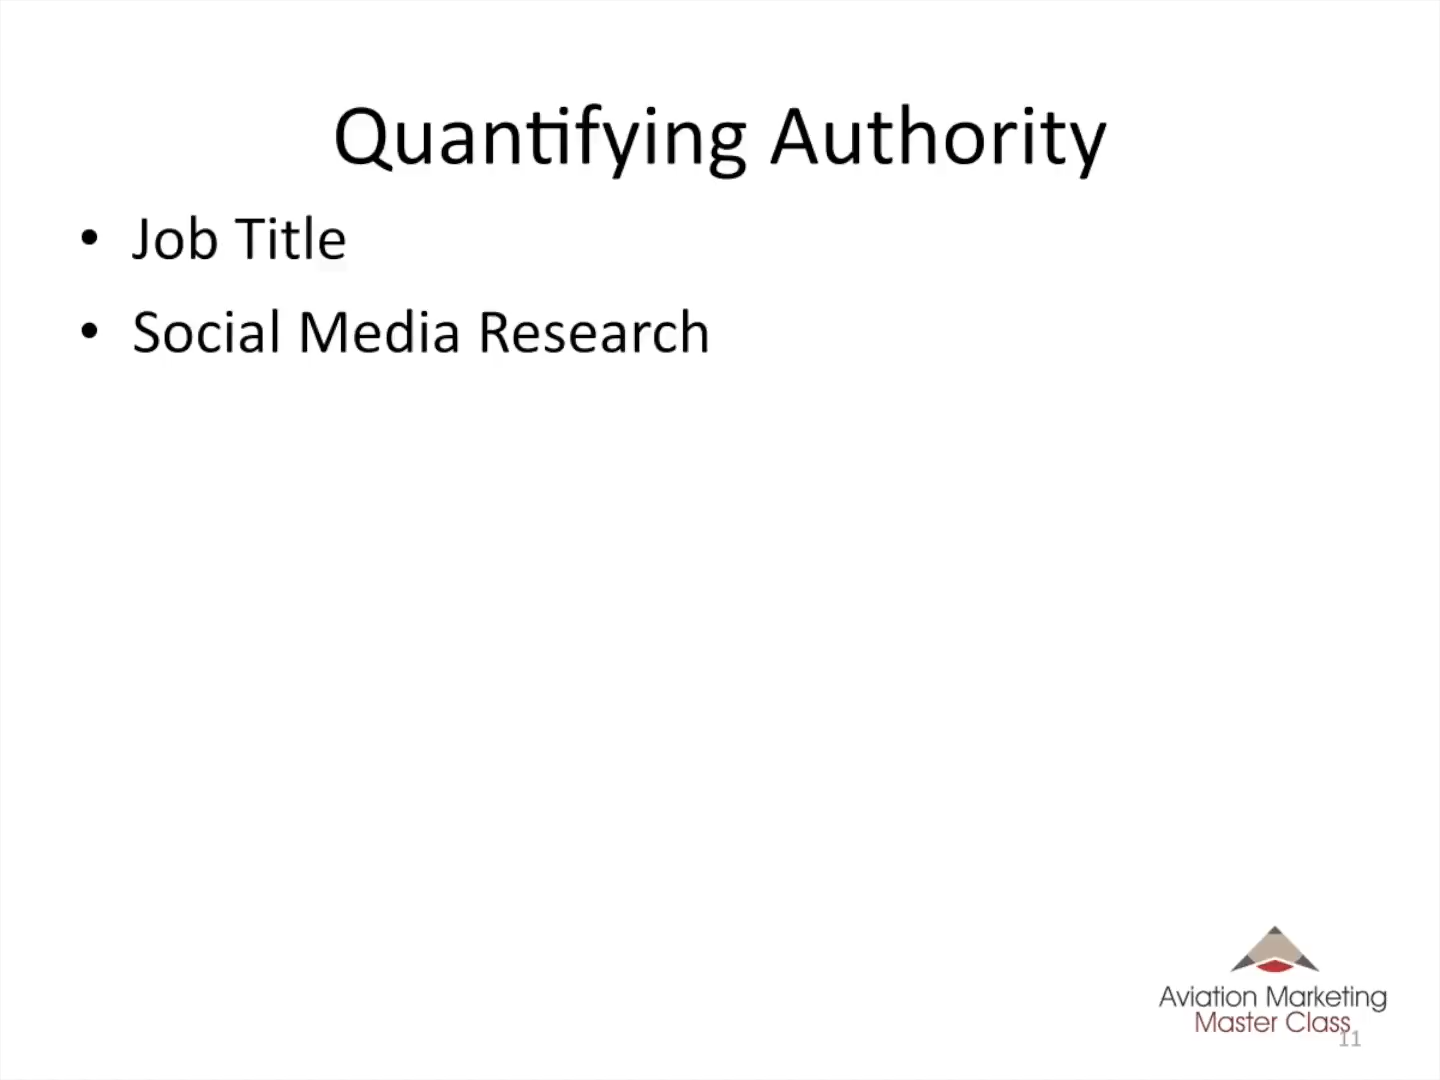 Quantifying Authority
• Job Title
• Social Media Research
Aviation Marketing
Master Class
11